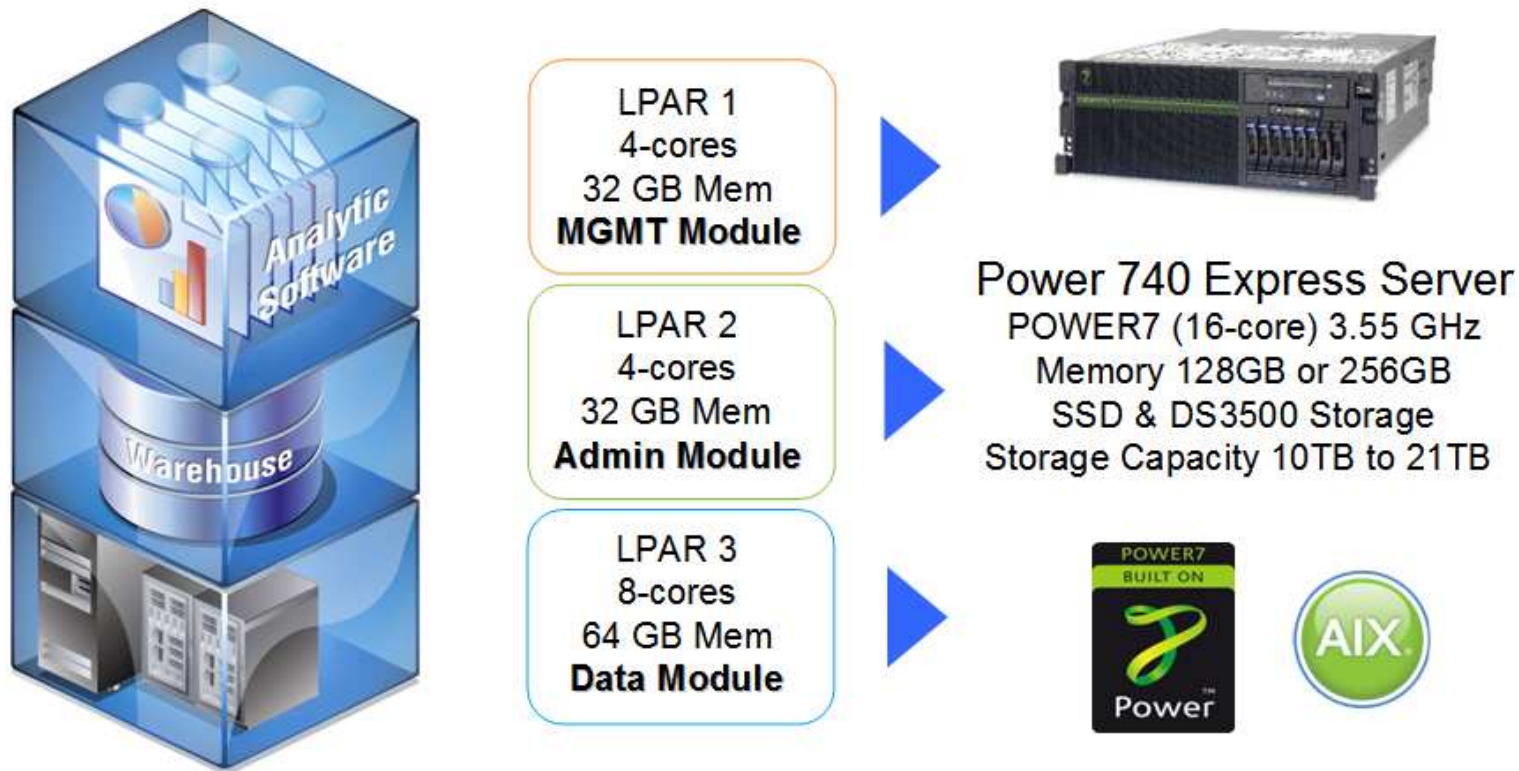 Analytic
Software
Warehouse
LPAR 1
4-cores
32 GB Mem
MGMT Module
LPAR 2
4-cores
32 GB Mem
Admin Module
LPAR 3
8-cores
64 GB Mem
Data Module
Power 740 Express Server
POWER7 (16-core) 3.55 GHz
Memory 128GB or 256GB
SSD & DS3500 Storage
Storage Capacity 10TB to 21TB
POWER7
BUILT ON
Power™
AIX®